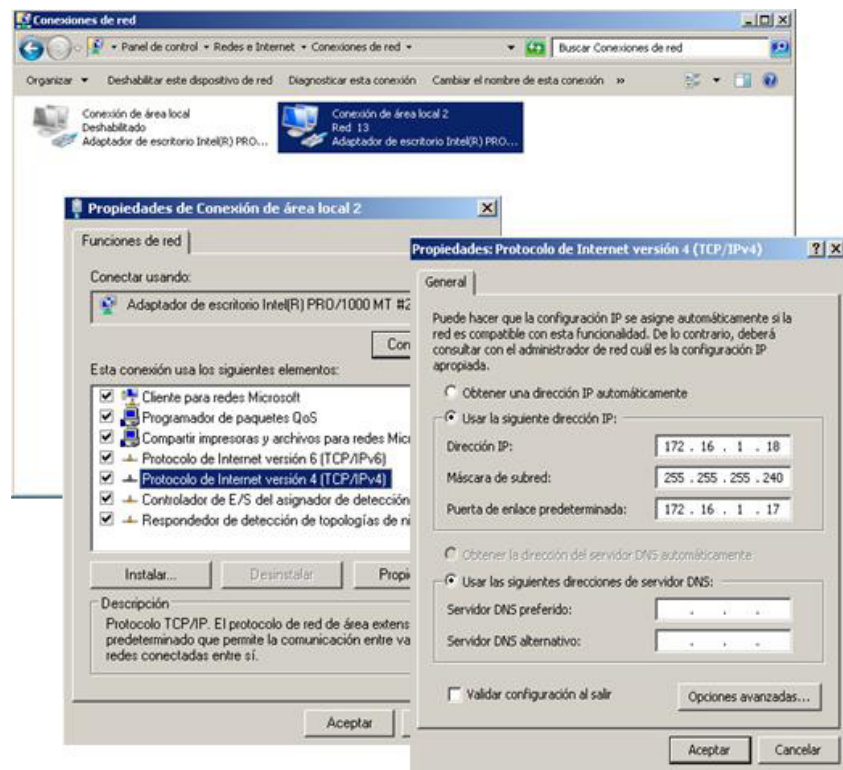 Conexiones de red
Panel de control • Redes e Internet • Conexiones de red
Buscar Conexiones de red
Organizar Deshabilitar este dispositivo de red Diagnosticar esta conexión Cambiar el nombre de esta conexión »
Conexión de área local
Deshabilitado
Adaptador de escritorio Intel(R) PRO...
Conexión de área local 2
Red 13
Adaptador de escritorio Intel(R) PRO...
Propiedades de Conexión de área local 2
Funciones de red
Conectar usando:
Adaptador de escritorio Intel(R) PRO/1000 MT #2
Con
Esta conexión usa los siguientes elementos:
Cliente para redes Microsoft
Programador de paquetes QoS
Compartir impresoras y archivos para redes Micr
Protocolo de Internet versión 6 (TCP/IPv6)
Protocolo de Internet versión 4 (TCP/IPv4)
Controlador de E/S del asignador de detección
Respondedor de detección de topologías de ni
Instalar... Desinstalar Propi
Descripción
Protocolo TCP/IP. El protocolo de red de área extens
predeterminado que permite la comunicación entre va
redes conectadas entre sí.
Aceptar
Propiedades: Protocolo de Internet versión 4 (TCP/IPv4)
General
Puede hacer que la configuración IP se asigne automáticamente si la
red es compatible con esta funcionalidad. De lo contrario, deberá
consultar con el administrador de red cuál es la configuración IP
apropiada.
Obtener una dirección IP automáticamente
Usar la siguiente dirección IP:
Dirección IP: 172 . 16 . 1 . 18
Máscara de subred: 255 . 255 . 255 . 240
Puerta de enlace predeterminada: 172 . 16 . 1 . 17
Obtener la dirección del servidor DNS automáticamente
Usar las siguientes direcciones de servidor DNS:
Servidor DNS preferido: . . .
Servidor DNS alternativo: . . .
Validar configuración al salir Opciones avanzadas...
Aceptar Cancelar